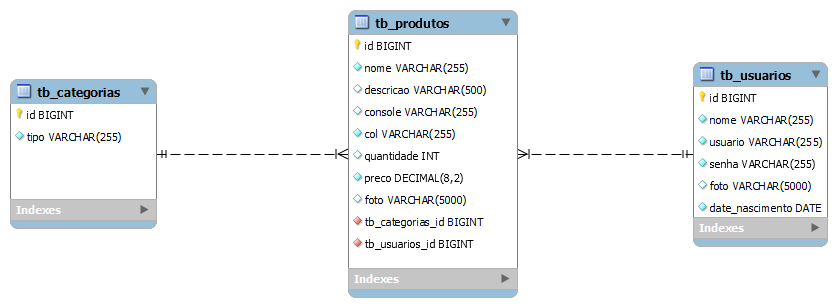 tb_categorias
id BIGINT
tipo VARCHAR(255)
Indexes
tb_produtos
id BIGINT
nome VARCHAR(255)
descricao VARCHAR(500)
console VARCHAR(255)
col VARCHAR(255)
quantidade INT
preco DECIMAL(8,2)
foto VARCHAR(5000)
tb_categorias_id BIGINT
tb_usuarios_id BIGINT
Indexes
tb_usuarios
id BIGINT
nome VARCHAR(255)
usuario VARCHAR(255)
senha VARCHAR(255)
foto VARCHAR(5000)
date_nascimento DATE
Indexes